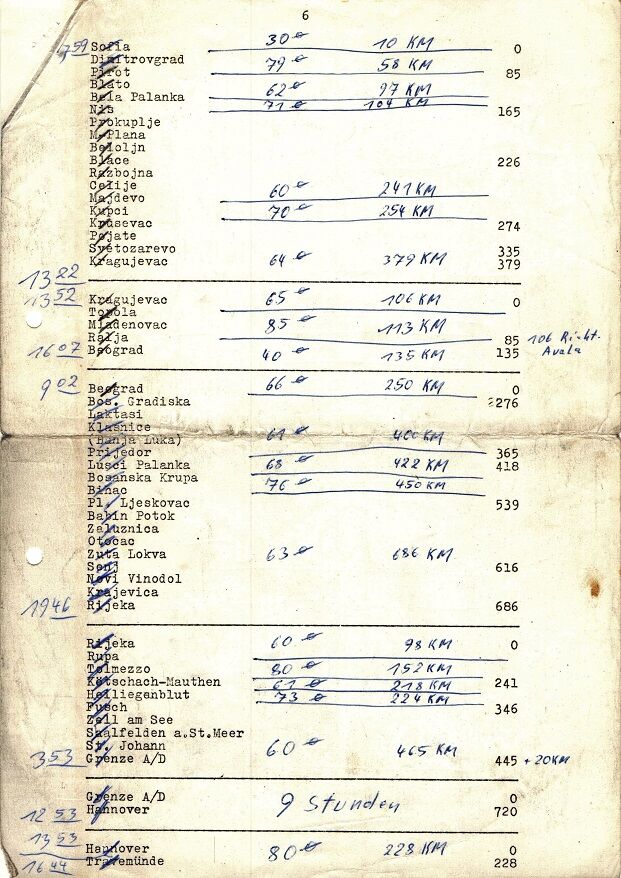 6
759 Sofia 30 ø 10 KM 0
Dimitrovgrad 79 ø 58 KM
Pirot 85
Blato 62 ø 97 KM
Bela Palanka
Nis 71 ø 104 KM 165
Prokuplje
M-Plana
Beloljn
Blace 226
Razbojna
Celije 60 ø 241 KM
Majdevo
Kupci 70 ø 254 KM
Krusevac 274
Pojate
Svetozarevo 335
Kragujevac 64 ø 379 KM 379
13 22
13 52 Kragujevac 65 ø 106 KM 0
Topola
Mladenovac 85 ø 113 KM
Ralja 85 106 Richt.
16 07 Beograd 40 ø 135 KM 135 Avala
9 02 Beograd 66 ø 250 KM 0
Bos. Gradiska 276
Laktasi
Klasnice
(Banja Luka) 61 ø 400 KM
Prijedor 365
Lusci Palanka 68 ø 422 KM 418
Bosanska Krupa
Bihac 76 ø 450 KM
Pl. Ljeskovac 539
Babin Potok
Zaluznica
Otocac
Zuta Lokva 63 ø 686 KM
Senj 616
Novi Vinodol
Krajevica
19 46 Rijeka 686
Rijeka 60 ø 98 KM 0
Rupa
Tolmezzo 80 ø 152 KM
Kötschach-Mauthen 61 ø 218 KM 241
Heiliegenblut 73 ø 224 KM
Fusch 346
Zell am See
Saalfelden a.St.Meer
St. Johann 60 ø 465 KM
3 53 Grenze A/D 445 + 20 KM
Grenze A/D 9 Stunden 0
12 53 Hannover 720
13 53 Hannover 80 ø 228 KM 0
16 44 Travemünde 228